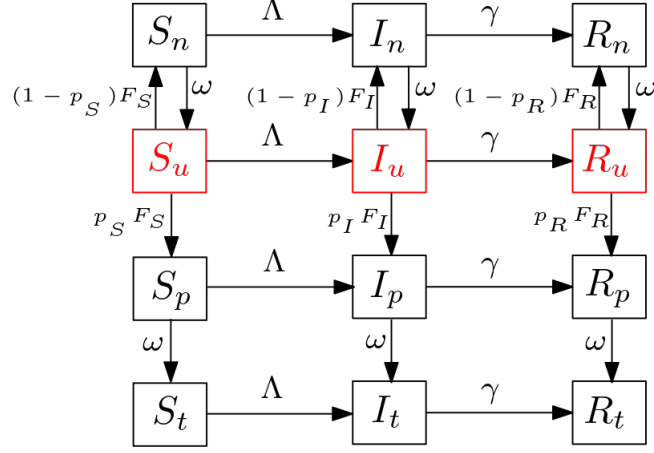 Λ γ
S_n I_n R_n
(1 - p_S)F_S ω (1 - p_I)F_I ω (1 - p_R)F_R ω
Λ γ
S_u I_u R_u
p_S F_S p_I F_I p_R F_R
Λ γ
S_p I_p R_p
ω ω ω
Λ γ
S_t I_t R_t